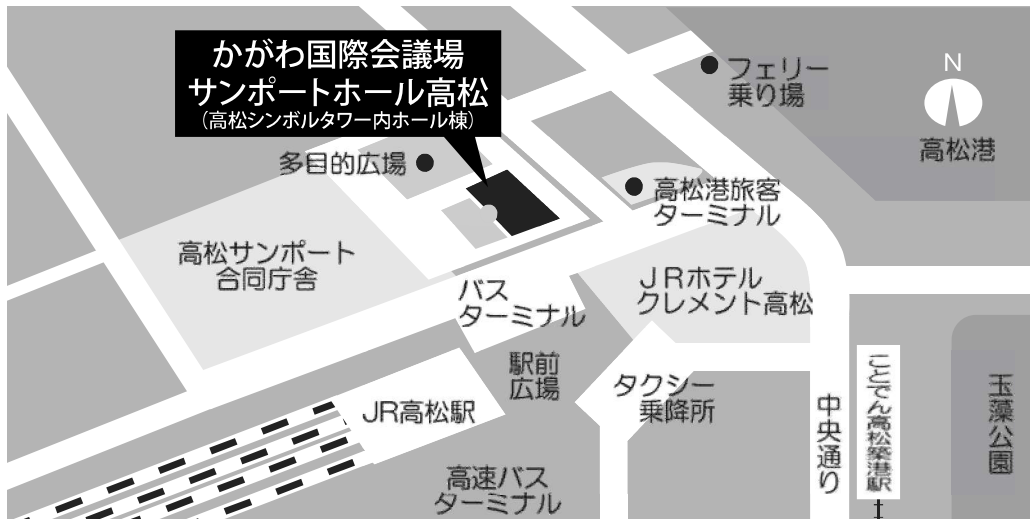 かがわ国際会議場
サンポートホール高松
(高松シンボルタワー内ホール棟)
フェリー
乗り場
N
高松港
多目的広場
高松港旅客
ターミナル
高松サンポート
合同庁舎
バス
ターミナル
JRホテル
クレメント高松
駅前
広場
タクシー
乗降所
JR高松駅
高速バス
ターミナル
中央通り
ことでん高松築港駅
玉藻公園